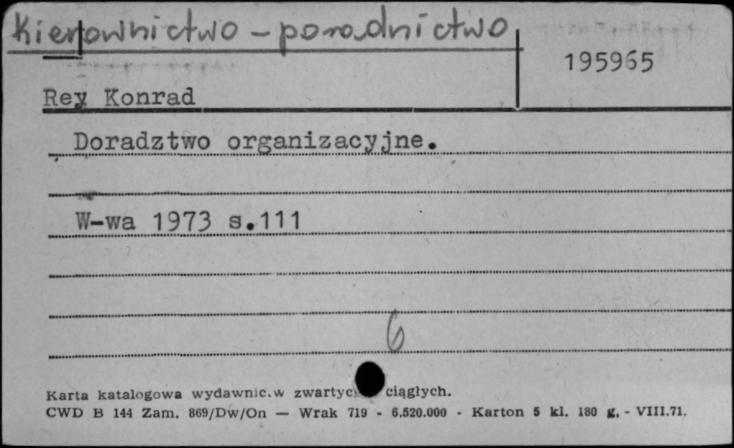 Kierownictwo - poradnictwo
195965
Rey Konrad
Doradztwo organizacyjne.
W-wa 1973 s.111
6
Karta katalogowa wydawnic.w zwartyc ciągłych.
CWD B 144 Zam. 869/Dw/On — Wrak 719 - 6.520.000 - Karton 5 kl. 180 g. - VIII.71.